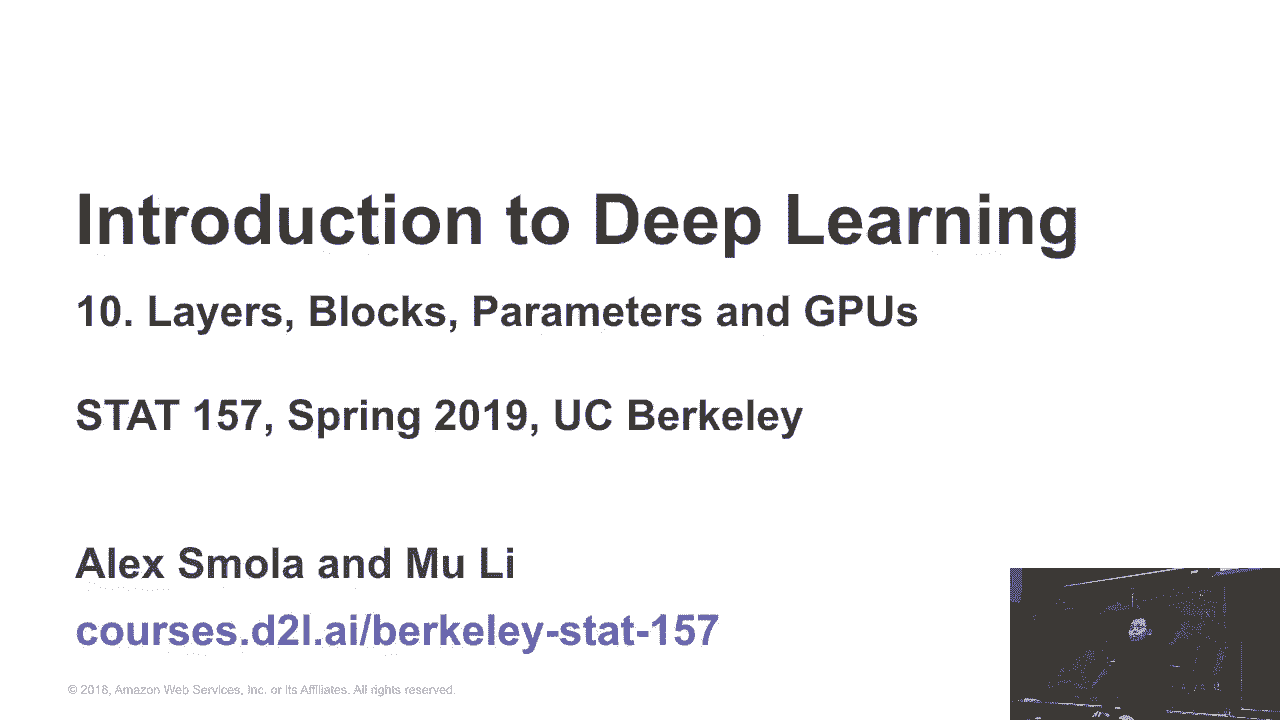 Introduction to Deep Learning
10. Layers, Blocks, Parameters and GPUs
STAT 157, Spring 2019, UC Berkeley
Alex Smola and Mu Li
courses.d2l.ai/berkeley-stat-157
© 2018, Amazon Web Services, Inc. or Its Affiliates. All rights reserved.